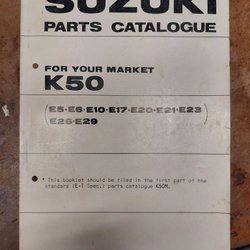 SUZUKI
PARTS CATALOGUE
FOR YOUR MARKET
K50
(E5·E6·E10·E17·E20·E21·E23
E26·E29)
* This booklet should be filed in the first part of the
standard (E-1 Spec.) parts catalogue K50M.